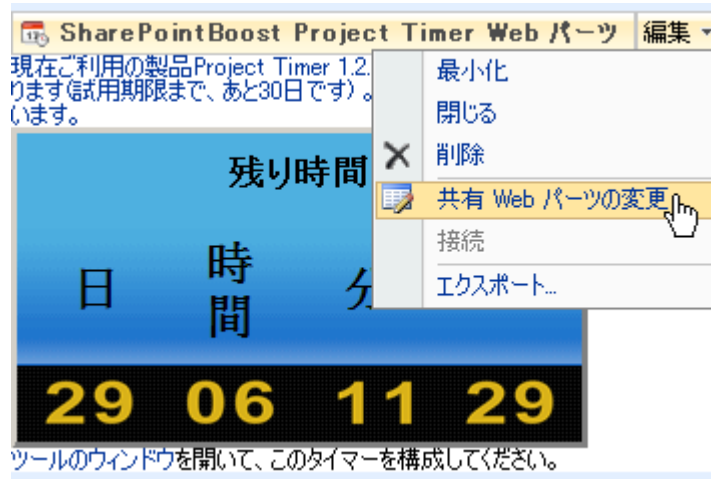 SharePointBoost Project Timer Web パーツ 編集
現在ご利用の製品Project Timer 1.2.
ります(試用期限まで、あと30日です)。
います。
最小化
閉じる
削除
共有 Web パーツの変更
接続
エクスポート...
残り時間
日 時間 分
29 06 11 29
ツールのウィンドウを開いて、このタイマーを構成してください。